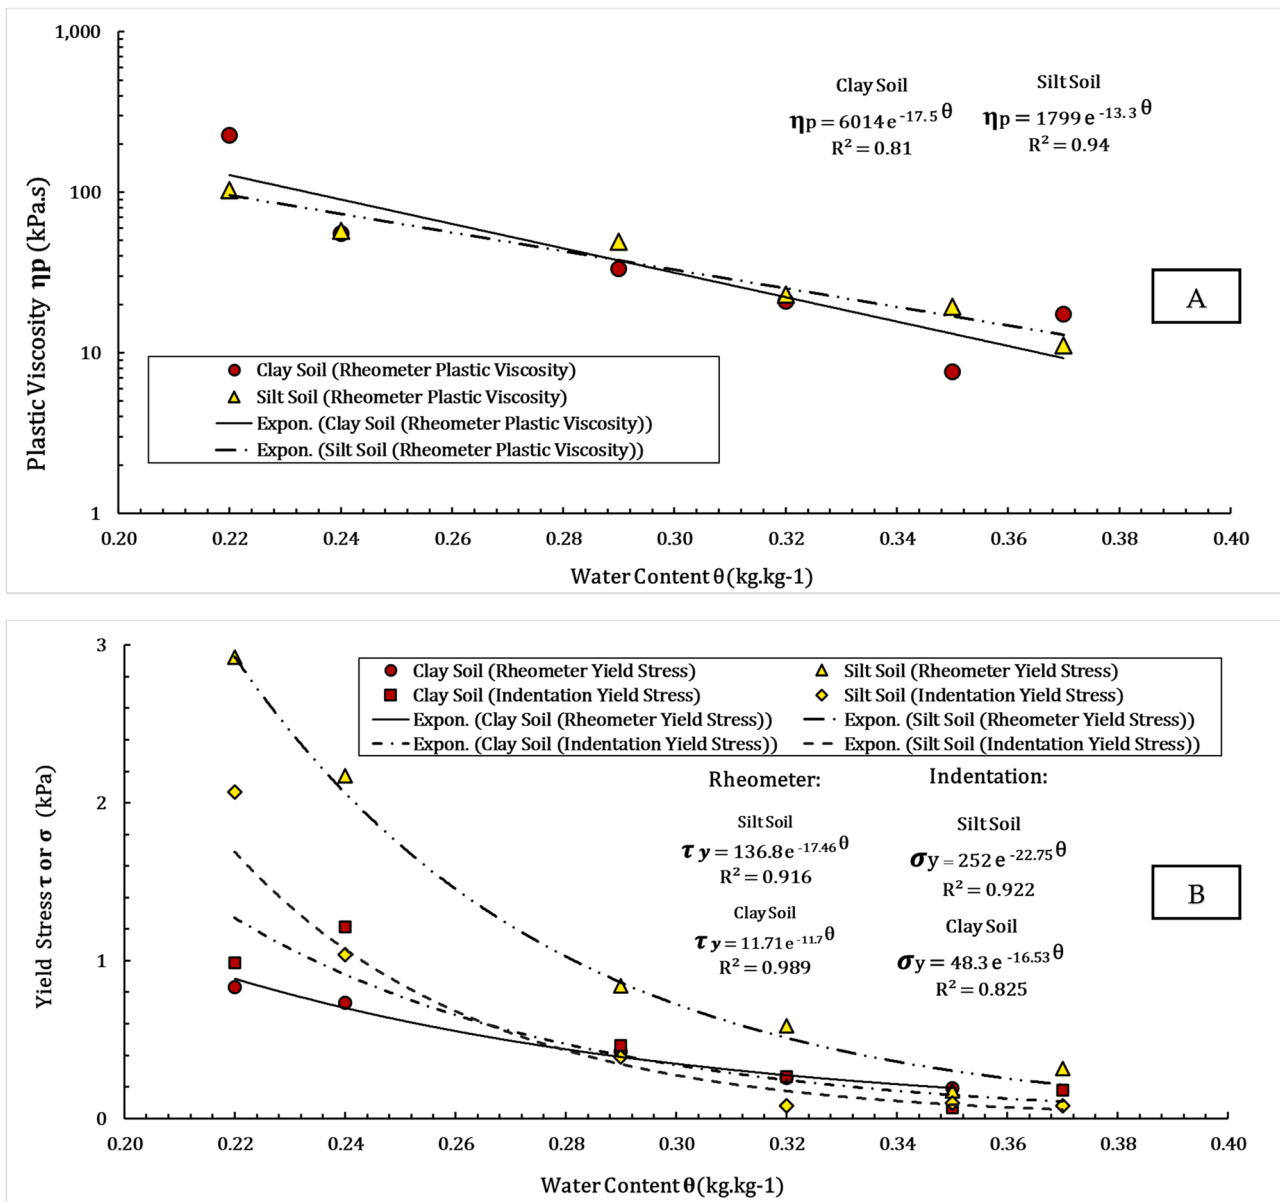 1,000
100
10
1
Plastic Viscosity ηp (kPa.s)
Clay Soil
ηp = 6014 e -17.5 θ
R² = 0.81
Silt Soil
ηp = 1799 e -13.3 θ
R² = 0.94
A
Clay Soil (Rheometer Plastic Viscosity)
Silt Soil (Rheometer Plastic Viscosity)
Expon. (Clay Soil (Rheometer Plastic Viscosity))
Expon. (Silt Soil (Rheometer Plastic Viscosity))
0.20 0.22 0.24 0.26 0.28 0.30 0.32 0.34 0.36 0.38 0.40
Water Content θ (kg.kg-1)
3
2
1
0
Yield Stress τ or σ (kPa)
Clay Soil (Rheometer Yield Stress)
Silt Soil (Rheometer Yield Stress)
Clay Soil (Indentation Yield Stress)
Silt Soil (Indentation Yield Stress)
Expon. (Clay Soil (Rheometer Yield Stress))
Expon. (Silt Soil (Rheometer Yield Stress))
Expon. (Clay Soil (Indentation Yield Stress))
Expon. (Silt Soil (Indentation Yield Stress))
Rheometer:
Silt Soil
τ y = 136.8 e -17.46 θ
R² = 0.916
Clay Soil
τ y = 11.71 e -11.7 θ
R² = 0.989
Indentation:
Silt Soil
σy = 252 e -22.75 θ
R² = 0.922
Clay Soil
σy = 48.3 e -16.53 θ
R² = 0.825
B
0.20 0.22 0.24 0.26 0.28 0.30 0.32 0.34 0.36 0.38 0.40
Water Content θ (kg.kg-1)